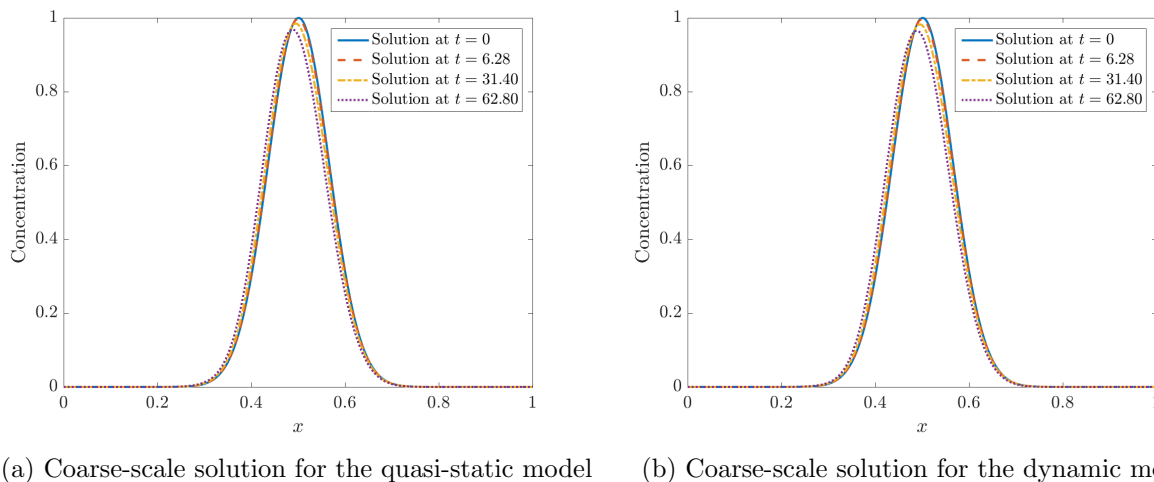 1
0.8
0.6
0.4
0.2
0
0
0.2
0.4
0.6
0.8
1
Concentration
x
Solution at t = 0
Solution at t = 6.28
Solution at t = 31.40
Solution at t = 62.80
(a) Coarse-scale solution for the quasi-static model
1
0.8
0.6
0.4
0.2
0
0
0.2
0.4
0.6
0.8
1
Concentration
x
Solution at t = 0
Solution at t = 6.28
Solution at t = 31.40
Solution at t = 62.80
(b) Coarse-scale solution for the dynamic